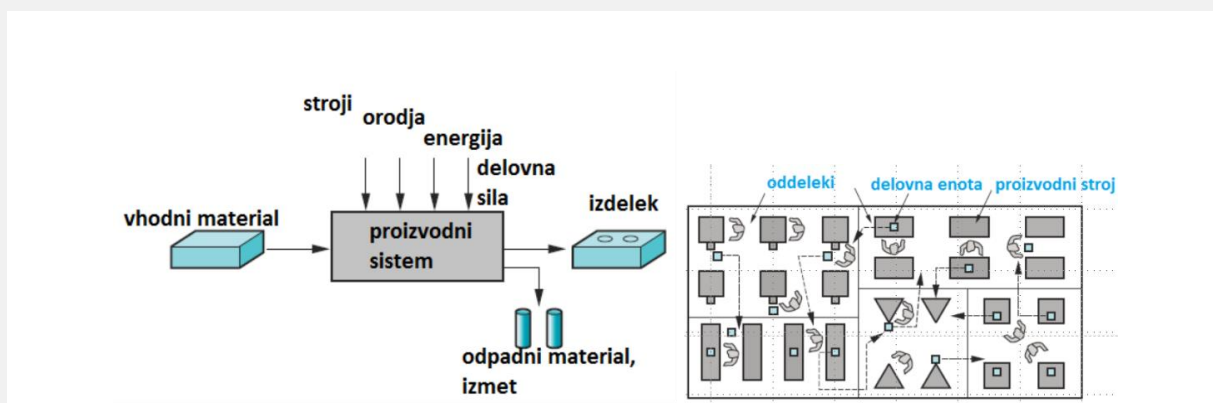 stroji
orodja
energija
delovna
sila
vhodni material
proizvodni
sistem
izdelek
odpadni material,
izmet
oddeleki
delovna enota
proizvodni stroj